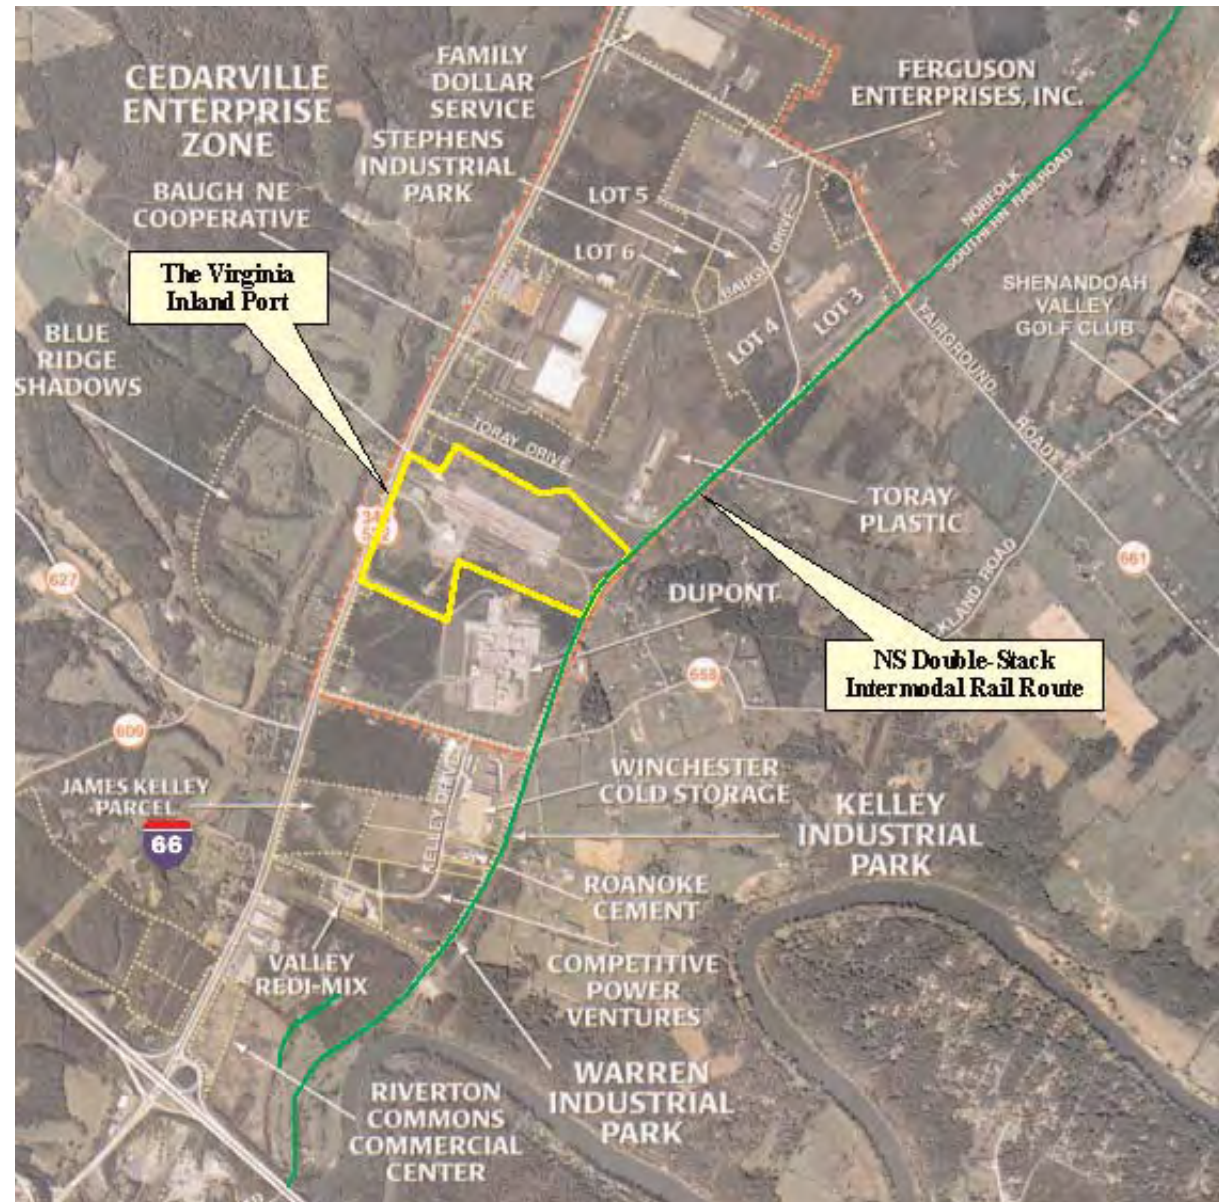 FAMILY
DOLLAR
SERVICE
FERGUSON
ENTERPRISES, INC.
CEDARVILLE
ENTERPRISE
ZONE
STEPHENS
INDUSTRIAL
PARK
BAUGH NE
COOPERATIVE
LOT 5
LOT 6
DRIVE
LOT 4
LOT 3
NORFOLK
SOUTHERN RAILROAD
The Virginia
Inland Port
SHENANDOAH
VALLEY
GOLF CLUB
BLUE
RIDGE
SHADOWS
FAIRGROUND
ROAD
TORAY DRIVE
TORAY
PLASTIC
661
627
DUPONT
ROAD
NS Double-Stack
Intermodal Rail Route
658
609
JAMES KELLEY
PARCEL
66
KELLEY DRIVE
WINCHESTER
COLD STORAGE
KELLEY
INDUSTRIAL
PARK
ROANOKE
CEMENT
VALLEY
REDI-MIX
COMPETITIVE
POWER
VENTURES
WARREN
INDUSTRIAL
PARK
RIVERTON
COMMONS
COMMERCIAL
CENTER